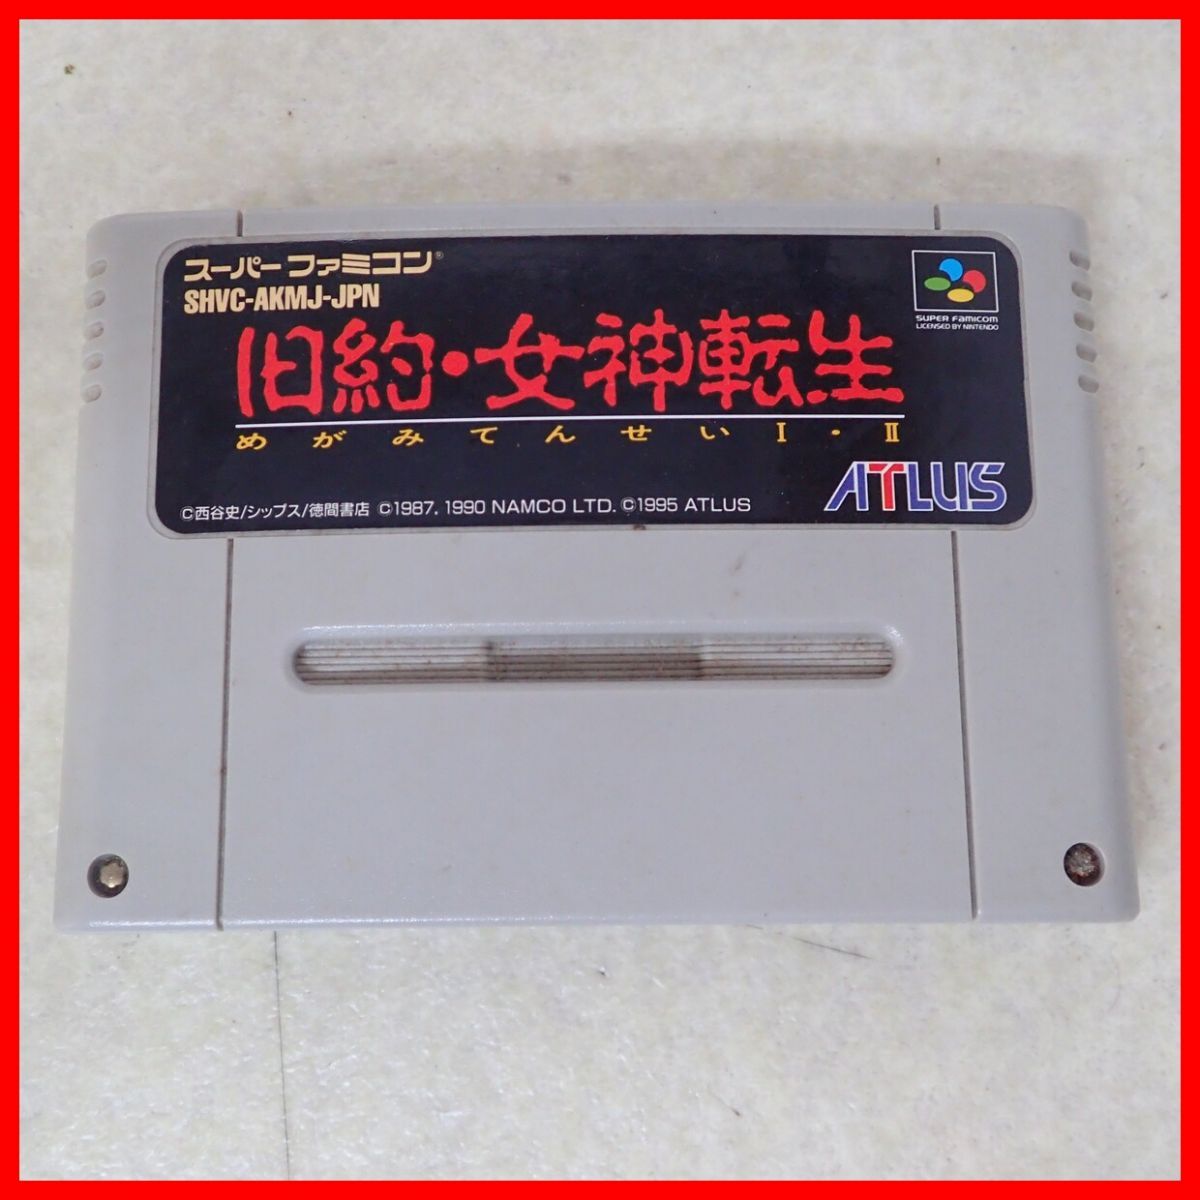 スーパーファミコン®
SHVC-AKMJ-JPN
SUPER FAMICOM
LICENSED BY NINTENDO
旧約・女神転生
めがみてんせいⅠ・Ⅱ
ATLUS
©西谷史/シップス/徳間書店 ©1987, 1990 NAMCO LTD. ©1995 ATLUS